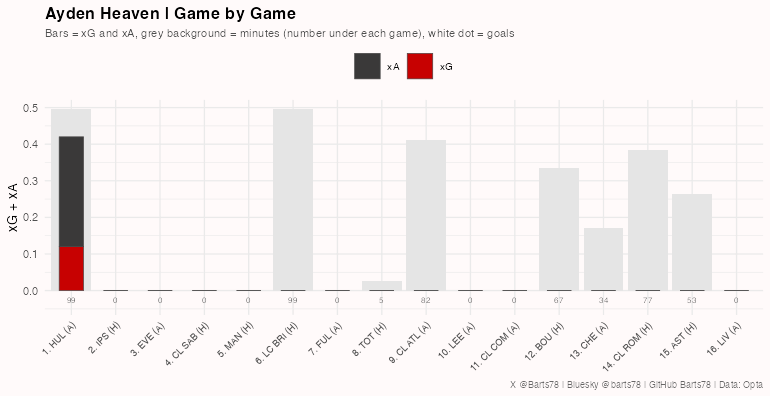 Ayden Heaven | Game by Game
Bars = xG and xA, grey background = minutes (number under each game), white dot = goals
xA xG
xG + xA
0.5
0.4
0.3
0.2
0.1
0.0
99 0 0 0 0 99 0 5 82 0 0 67 34 77 53 0
1. HUL (A)
2. IPS (H)
3. EVE (A)
4. CL SAB (H)
5. MAN (H)
6. LC BRI (H)
7. FUL (A)
8. TOT (H)
9. CL ATL (A)
10. LEE (A)
11. CL COM (A)
12. BOU (H)
13. CHE (A)
14. CL ROM (H)
15. AST (H)
16. LIV (A)
X @Barts78 | Bluesky @barts78 | GitHub Barts78 | Data: Opta